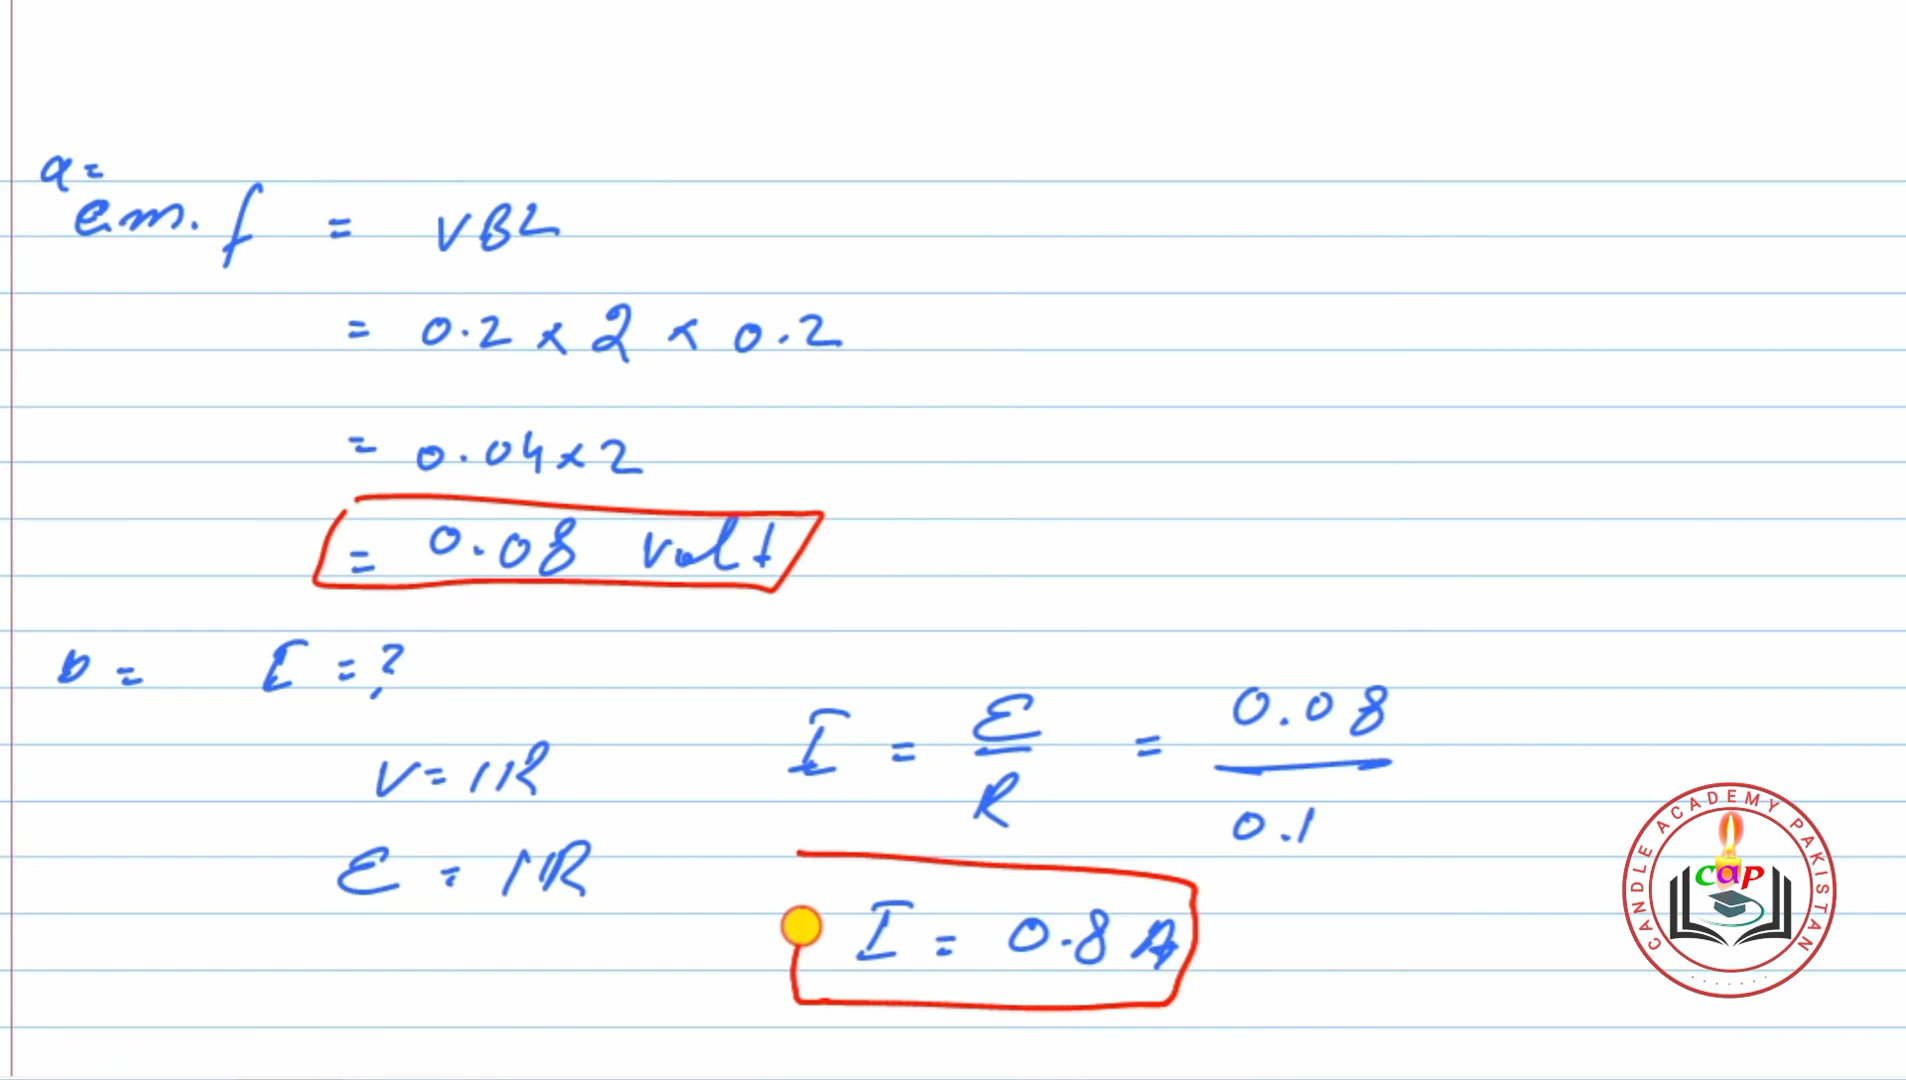 a=
e.m.f = VBL
= 0.2 × 2 × 0.2
= 0.04 × 2
= 0.08 volt
b= I = ?
V = IR
ε = IR
I = ε/R = 0.08/0.1
I = 0.8 A
CANDLE ACADEMY PAKISTAN
cap